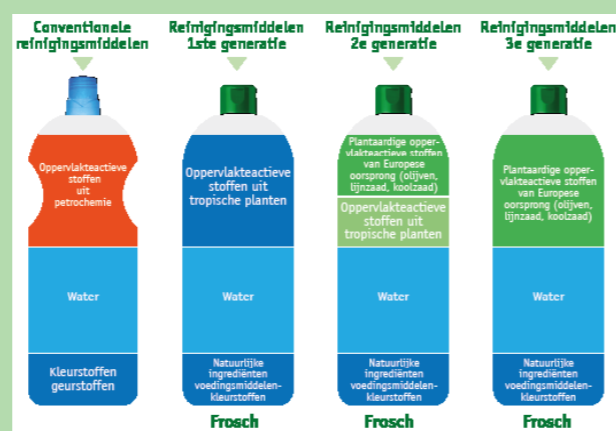 Conventionele
reinigingsmiddelen
Oppervlakteactieve
stoffen
uit
petrochemie
Water
Kleurstoffen
geurstoffen
Reinigingsmiddelen
1ste generatie
Oppervlakteactieve
stoffen uit
tropische planten
Water
Natuurlijke
ingrediënten
voedingsmiddelen-
kleurstoffen
Frosch
Reinigingsmiddelen
2e generatie
Plantaardige opper-
vlakteactieve stoffen
van Europese
oorsprong (olijven,
lijnzaad, koolzaad)
Oppervlakteactieve
stoffen uit
tropische planten
Water
Natuurlijke
ingrediënten
voedingsmiddelen-
kleurstoffen
Frosch
Reinigingsmiddelen
3e generatie
Plantaardige opper-
vlakteactieve stoffen
van Europese
oorsprong (olijven,
lijnzaad, koolzaad)
Water
Natuurlijke
ingrediënten
voedingsmiddelen-
kleurstoffen
Frosch